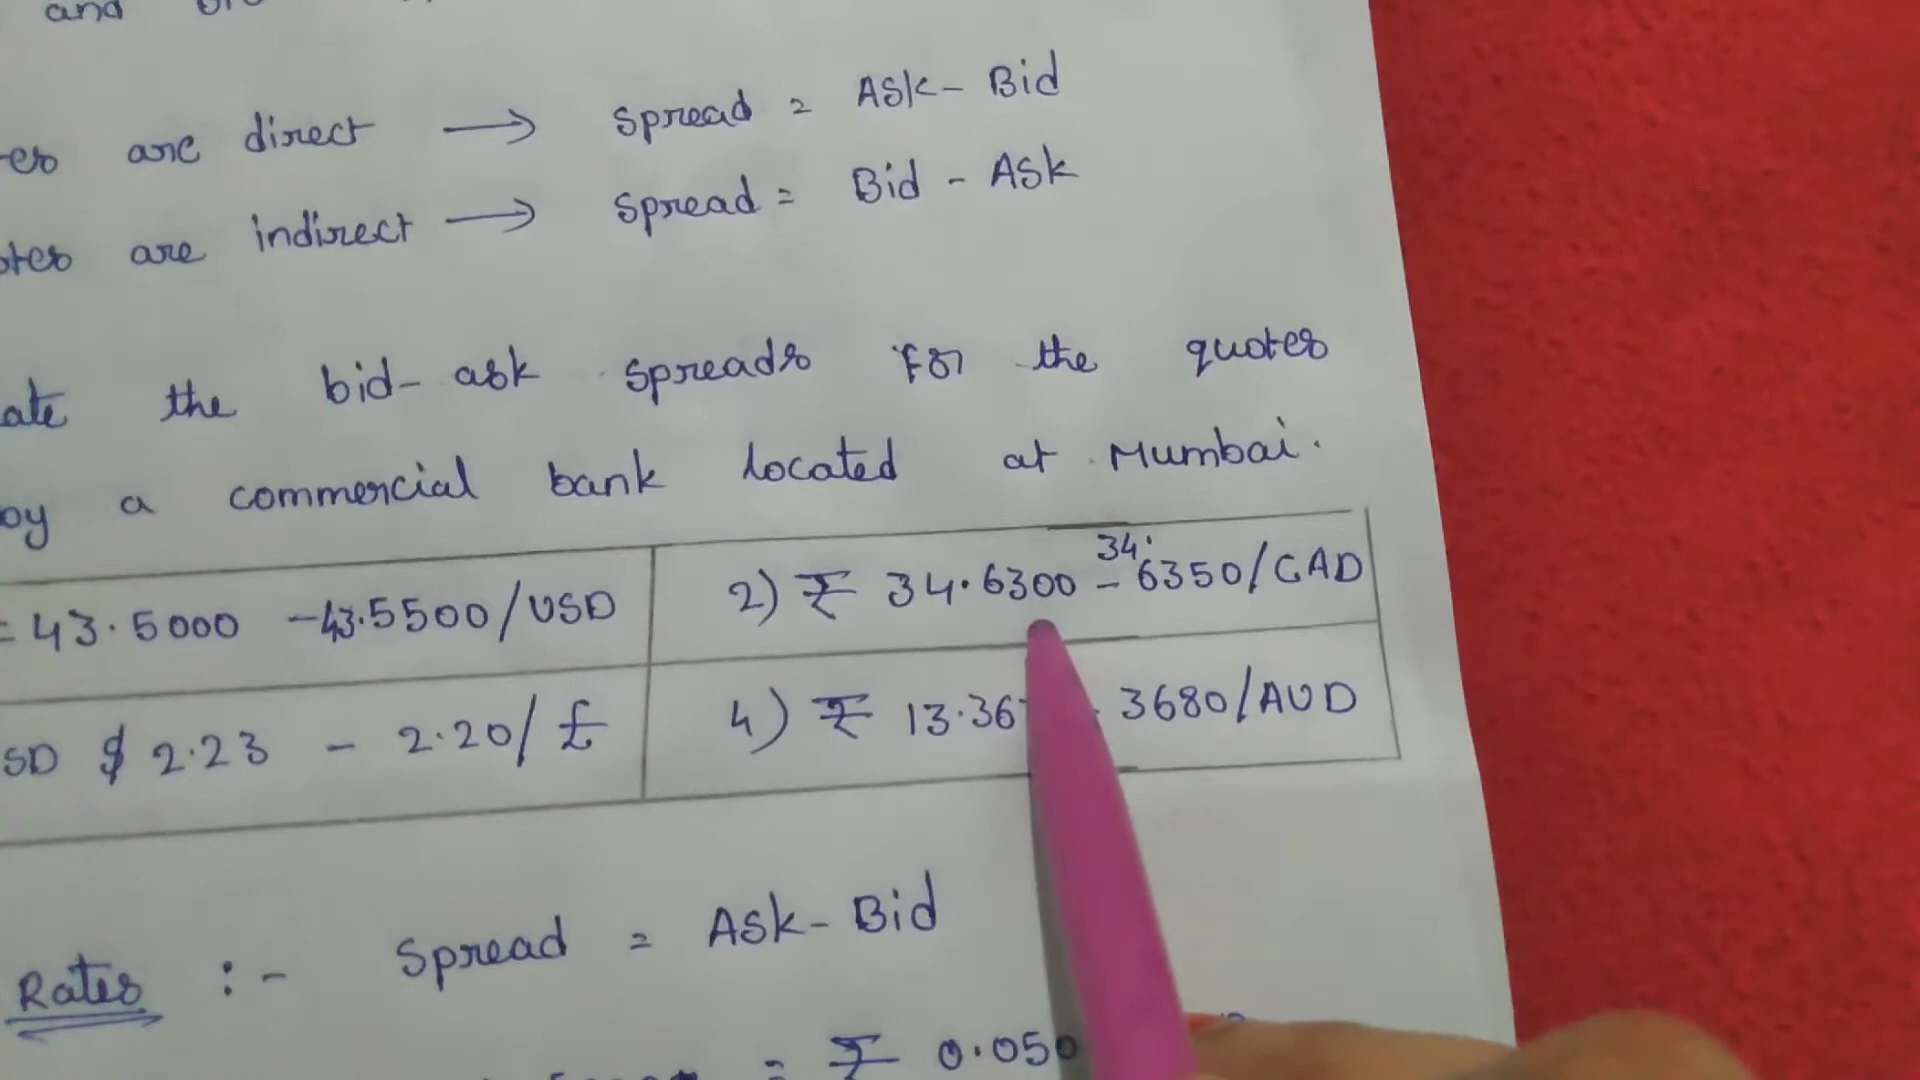 and
es are direct → Spread = Ask - Bid
otes are indirect → Spread = Bid - Ask
ate the bid- ask spreads for the quotes
by a commercial bank located at Mumbai.
= 43.5000 - 43.5500/USD
2) ₹ 34.6300 - 34.6350/CAD
SD $ 2.23 - 2.20/£
4) ₹ 13.36 3680/AUD
Rates :- Spread = Ask - Bid
= ₹ 0.050